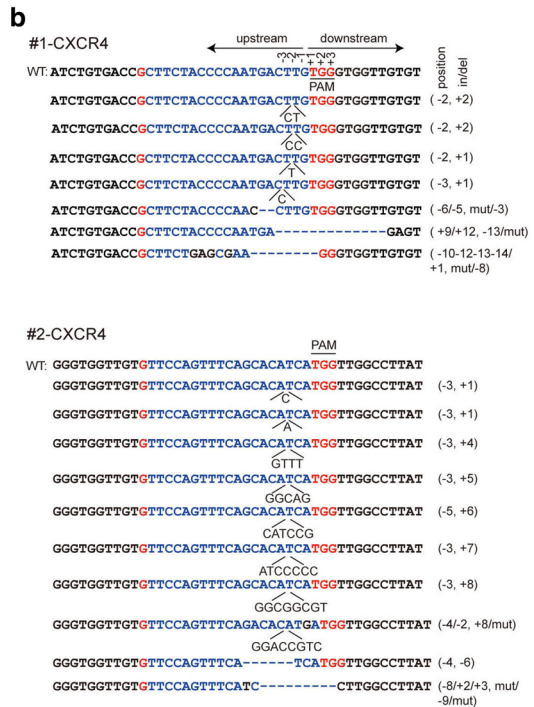 b
#1-CXCR4
upstream downstream
-3 -2 -1 +1 +2 +3
position in/del
WT: ATCTGTGACCGCTTCTACCCCAATGACTTGTGGGTGGTTGTGT
PAM
ATCTGTGACCGCTTCTACCCCAATGACTTGTGGGTGGTTGTGT (-2, +2)
CT
ATCTGTGACCGCTTCTACCCCAATGACTTGTGGGTGGTTGTGT (-2, +2)
CC
ATCTGTGACCGCTTCTACCCCAATGACTTGTGGGTGGTTGTGT (-2, +1)
T
ATCTGTGACCGCTTCTACCCCAATGACTTGTGGGTGGTTGTGT (-3, +1)
C
ATCTGTGACCGCTTCTACCCCAAC--CTTGTGGGTGGTTGTGT (-6/-5, mut/-3)
ATCTGTGACCGCTTCTACCCCAATGA-------------GAGT (+9/+12, -13/mut)
ATCTGTGACCGCTTCTGAGCGAA--------GGGTGGTTGTGT (-10-12-13-14/
+1, mut/-8)
#2-CXCR4
PAM
WT: GGGTGGTTGTGTTCCAGTTTCAGCACATCATGGTTGGCCTTAT
GGGTGGTTGTGTTCCAGTTTCAGCACATCATGGTTGGCCTTAT (-3, +1)
C
GGGTGGTTGTGTTCCAGTTTCAGCACATCATGGTTGGCCTTAT (-3, +1)
A
GGGTGGTTGTGTTCCAGTTTCAGCACATCATGGTTGGCCTTAT (-3, +4)
GTTT
GGGTGGTTGTGTTCCAGTTTCAGCACATCATGGTTGGCCTTAT (-3, +5)
GGCAG
GGGTGGTTGTGTTCCAGTTTCAGCACATCATGGTTGGCCTTAT (-5, +6)
CATCCG
GGGTGGTTGTGTTCCAGTTTCAGCACATCATGGTTGGCCTTAT (-3, +7)
ATCCCCC
GGGTGGTTGTGTTCCAGTTTCAGCACATCATGGTTGGCCTTAT (-3, +8)
GGCGGCGT
GGGTGGTTGTGTTCCAGTTTCAGACACATGATGGTTGGCCTTAT (-4/-2, +8/mut)
GGACCGTC
GGGTGGTTGTGTTCCAGTTTCA------TCATGGTTGGCCTTAT (-4, -6)
GGGTGGTTGTGTTCCAGTTTCATC---------CTTGGCCTTAT (-8/+2/+3, mut/
-9/mut)